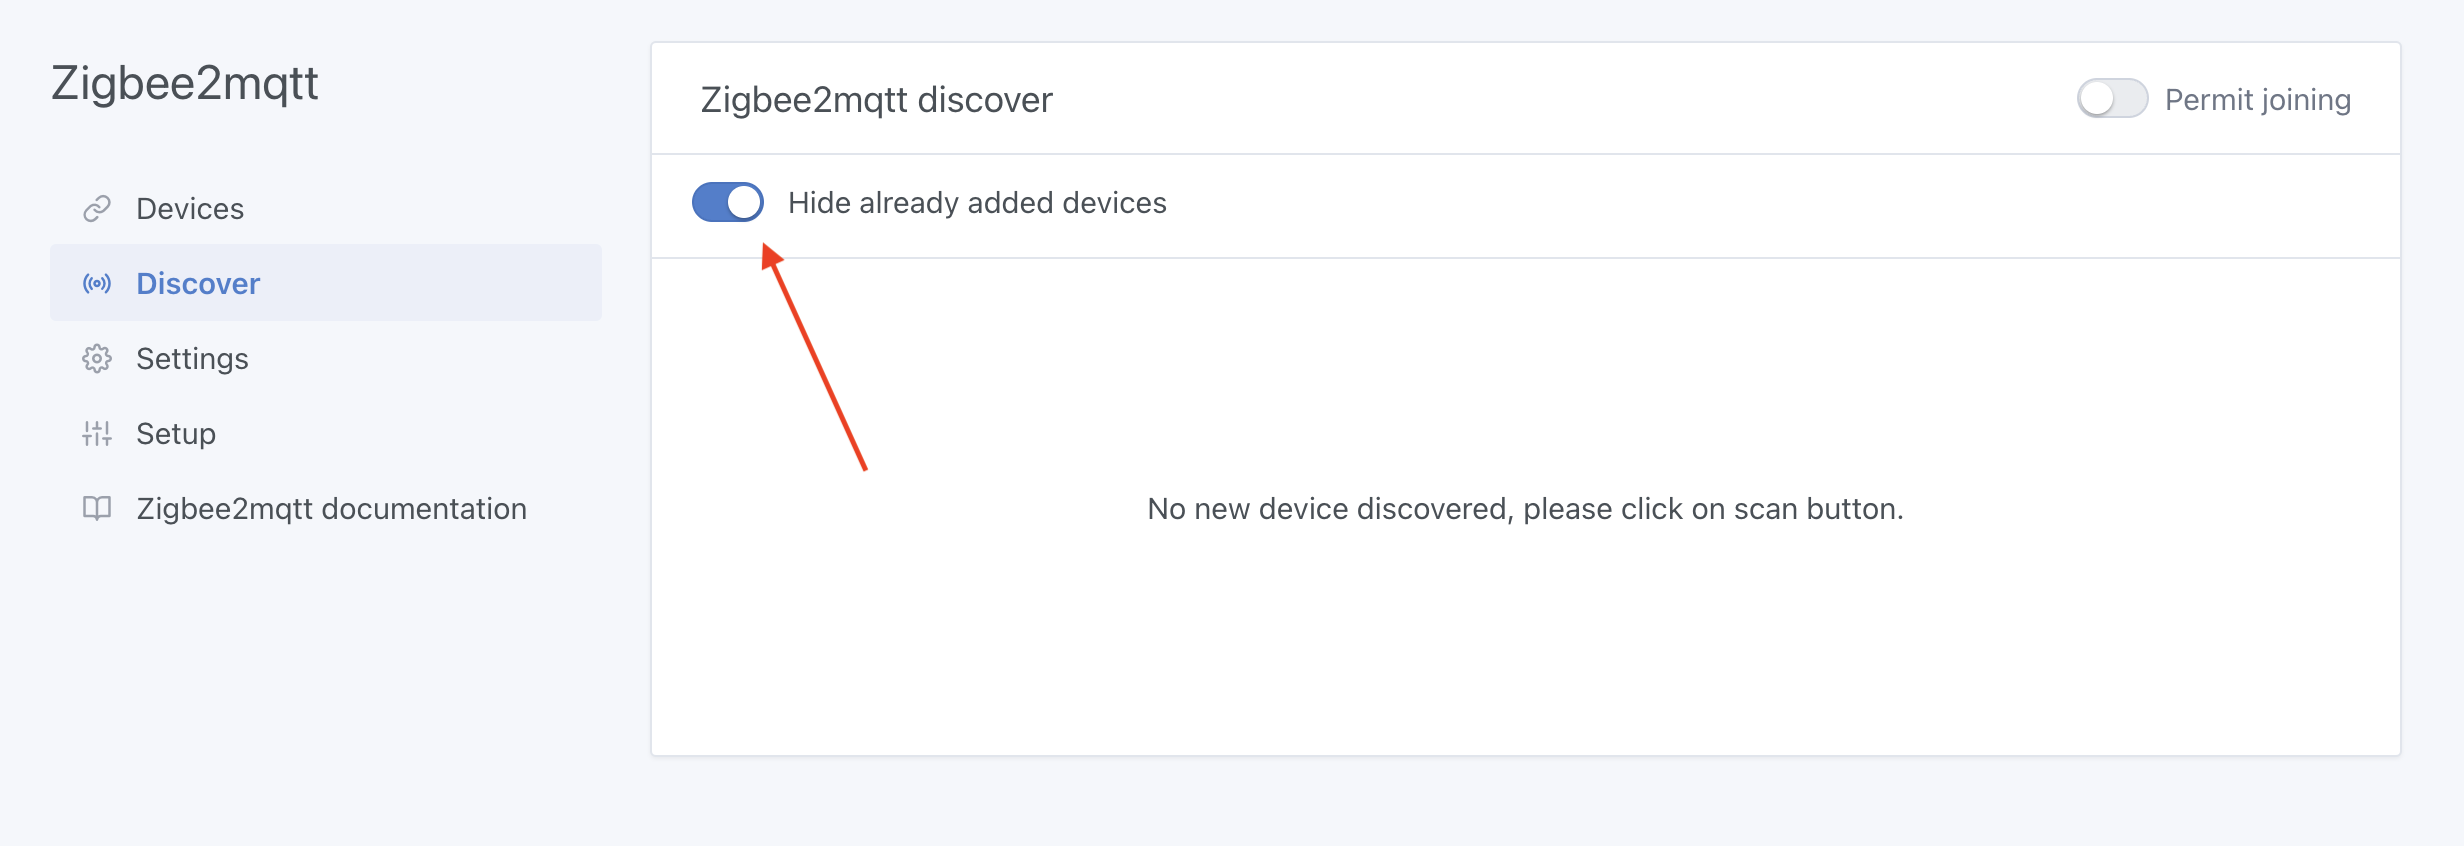 Zigbee2mqtt
Devices
Discover
Settings
Setup
Zigbee2mqtt documentation
Zigbee2mqtt discover
Permit joining
Hide already added devices
No new device discovered, please click on scan button.